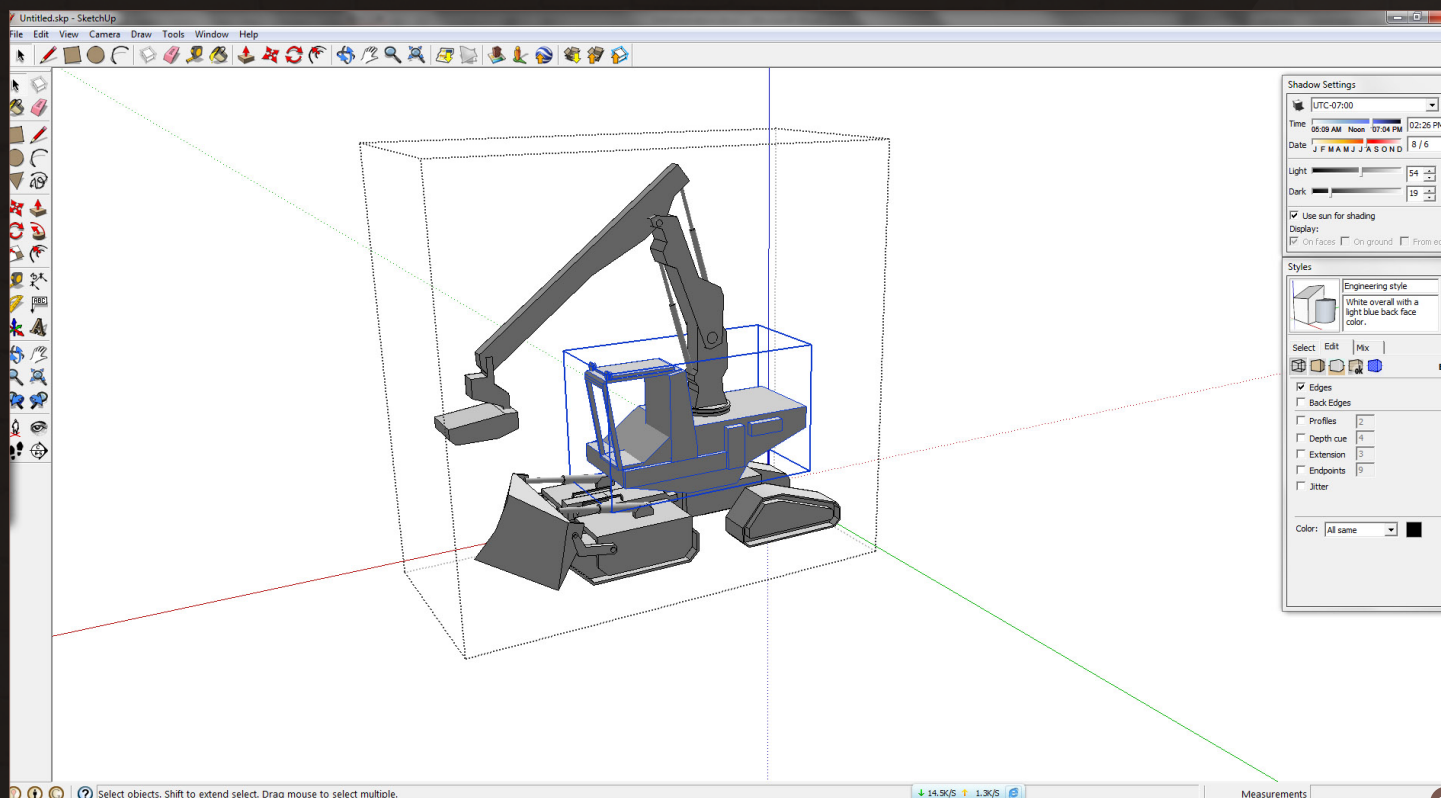 Untitled.skp - SketchUp
File Edit View Camera Draw Tools Window Help
Shadow Settings
UTC-07:00
Time 05:09 AM Noon 07:04 PM 02:26 PM
Date J F M A M J J A S O N D 8 / 6
Light 54
Dark 19
Use sun for shading
Display:
On faces On ground From
Styles
Engineering style
White overall with a
light blue back face
color.
Select Edit Mix
Edges
Back Edges
Profiles 2
Depth cue 4
Extension 3
Endpoints 9
Jitter
Color: All same
ABC
Select objects. Shift to extend select. Drag mouse to select multiple.
14.5K/S 1.3K/S
Measurements